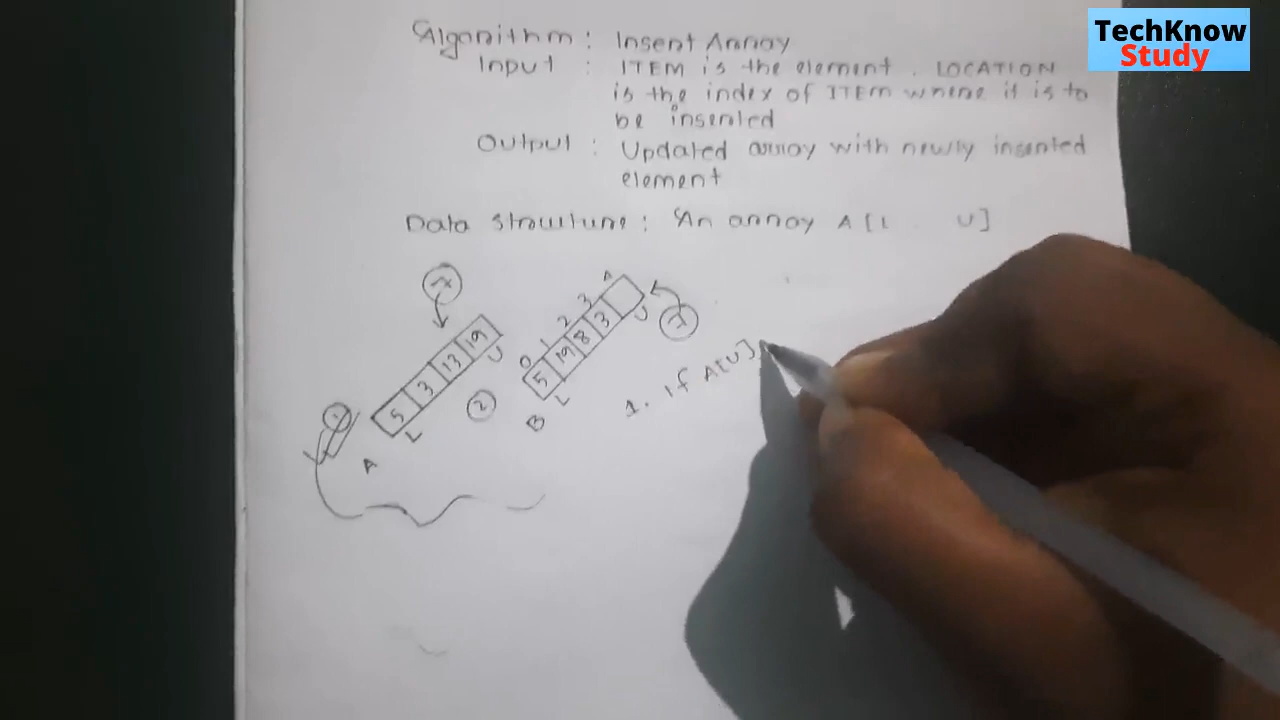 TechKnow
Study
Algorithm : Insert Array
Input : ITEM is the element . LOCATION
is the index of ITEM where it is to
be inserted
Output : Updated array with newly inserted
element
Data Structure : An array A [ L . U ]
7
5 3 13 19
L U
A
1
2
0 1 2 3 4
5 19 8 3
L U
B
7
1. If A[U]